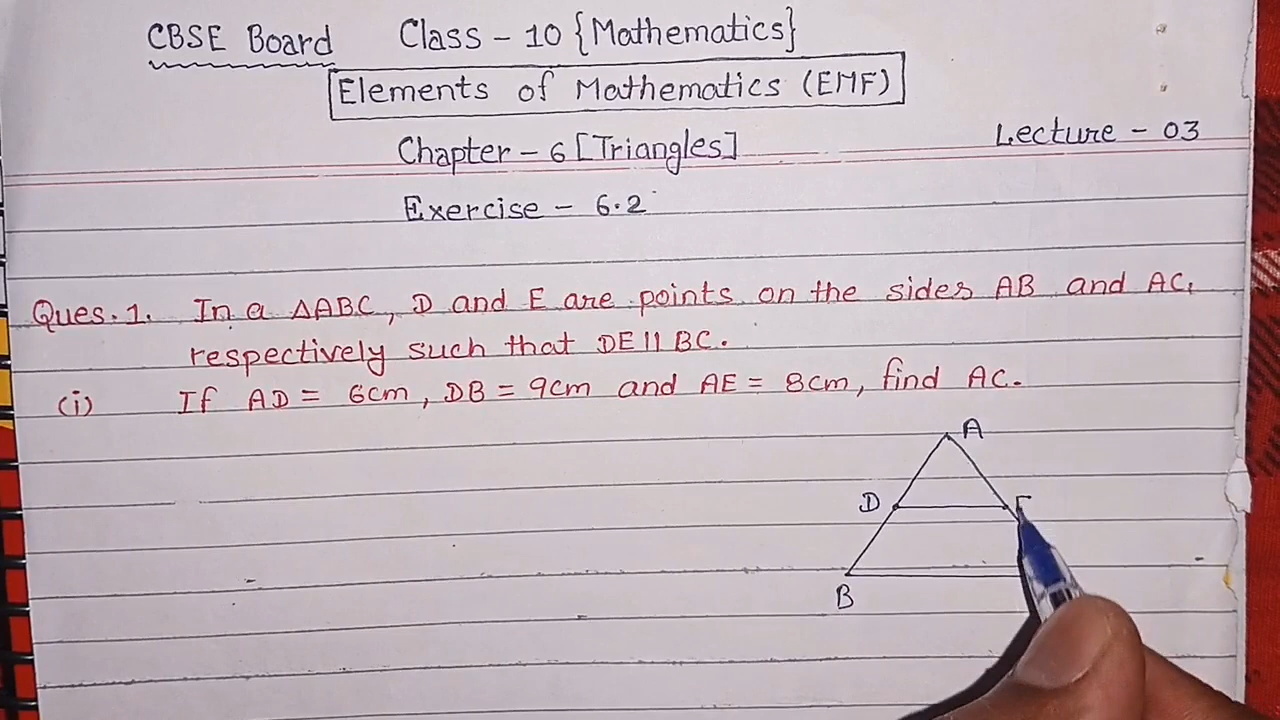 CBSE Board Class - 10 {Mathematics}
Elements of Mathematics (EMF)
Chapter - 6 [Triangles]
Lecture - 03
Exercise - 6.2
Ques. 1. In a △ABC, D and E are points on the sides AB and AC,
respectively such that DE || BC.
(i) If AD = 6cm, DB = 9cm and AE = 8cm, find AC.
A
D
B